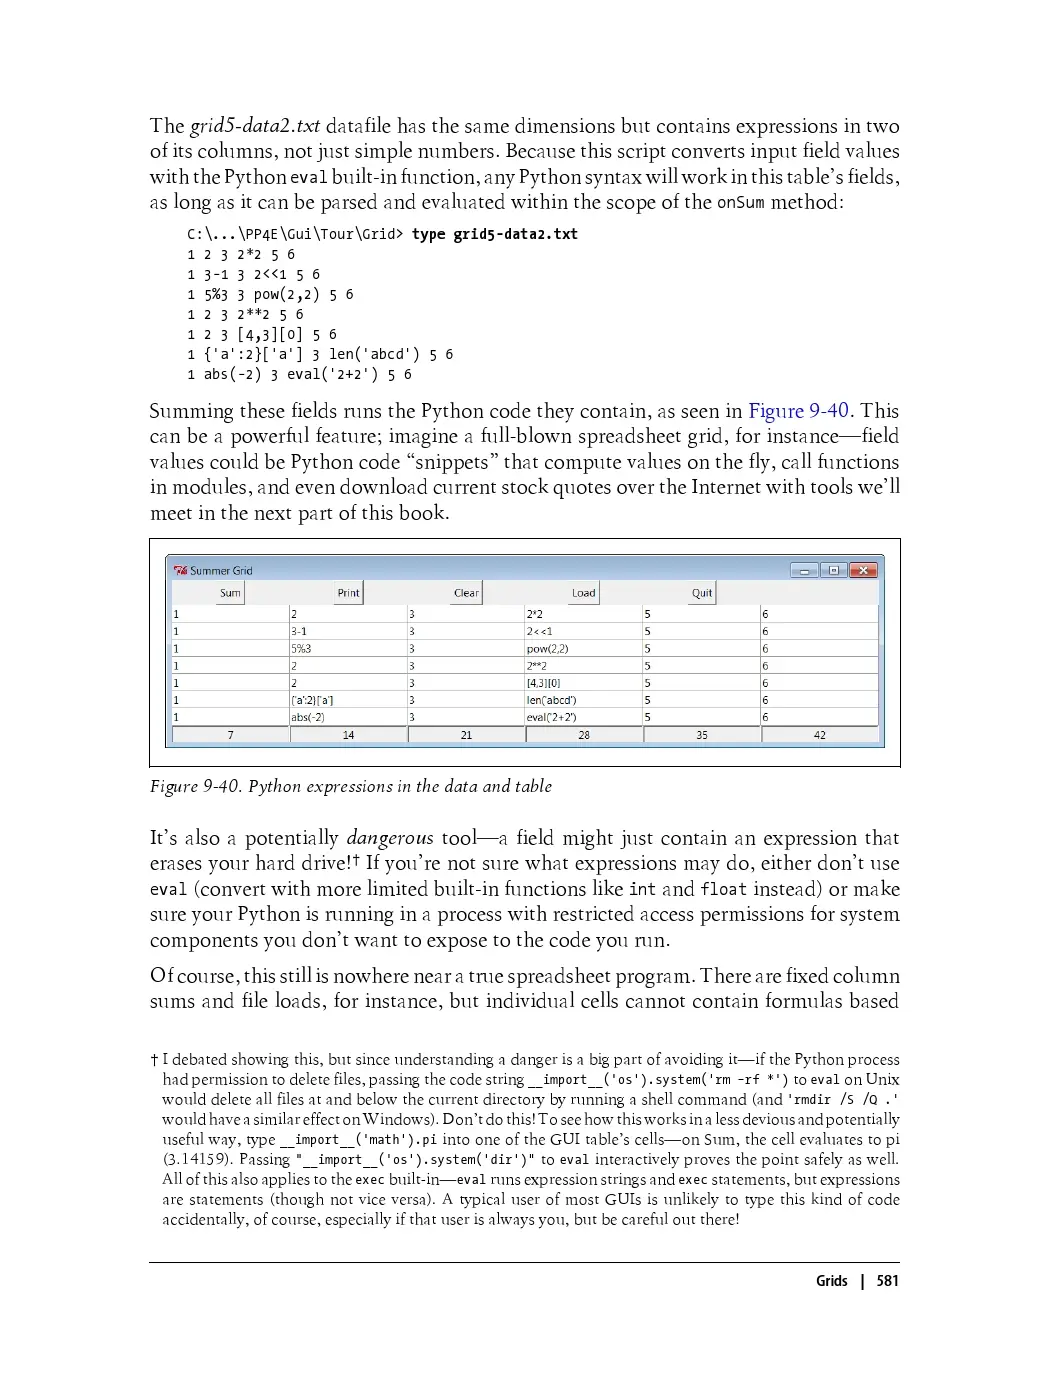 The grid5-data2.txt datafile has the same dimensions but contains expressions in two
of its columns, not just simple numbers. Because this script converts input field values
with the Python eval built-in function, any Python syntax will work in this table's fields,
as long as it can be parsed and evaluated within the scope of the onSum method:
C:\...\PP4E\Gui\Tour\Grid> type grid5-data2.txt
1 2 3 2*2 5 6
1 3-1 3 2<<1 5 6
1 5%3 3 pow(2,2) 5 6
1 2 3 2**2 5 6
1 2 3 [4,3][0] 5 6
1 {'a':2}['a'] 3 len('abcd') 5 6
1 abs(-2) 3 eval('2+2') 5 6
Summing these fields runs the Python code they contain, as seen in Figure 9-40. This
can be a powerful feature; imagine a full-blown spreadsheet grid, for instance—field
values could be Python code “snippets” that compute values on the fly, call functions
in modules, and even download current stock quotes over the Internet with tools we’ll
meet in the next part of this book.
Summer Grid
Sum Print Clear Load Quit
1 2 3 2*2 5 6
1 3-1 3 2<<1 5 6
1 5%3 3 pow(2,2) 5 6
1 2 3 2**2 5 6
1 2 3 [4,3][0] 5 6
1 {'a':2}['a'] 3 len('abcd') 5 6
1 abs(-2) 3 eval('2+2') 5 6
7 14 21 28 35 42
Figure 9-40. Python expressions in the data and table
It’s also a potentially dangerous tool—a field might just contain an expression that
erases your hard drive!† If you’re not sure what expressions may do, either don’t use
eval (convert with more limited built-in functions like int and float instead) or make
sure your Python is running in a process with restricted access permissions for system
components you don’t want to expose to the code you run.
Of course, this still is nowhere near a true spreadsheet program. There are fixed column
sums and file loads, for instance, but individual cells cannot contain formulas based
† I debated showing this, but since understanding a danger is a big part of avoiding it—if the Python process
had permission to delete files, passing the code string __import__('os').system('rm -rf *') to eval on Unix
would delete all files at and below the current directory by running a shell command (and 'rmdir /S /Q .'
would have a similar effect on Windows). Don’t do this! To see how this works in a less devious and potentially
useful way, type __import__('math').pi into one of the GUI table’s cells—on Sum, the cell evaluates to pi
(3.14159). Passing "__import__('os').system('dir')" to eval interactively proves the point safely as well.
All of this also applies to the exec built-in—eval runs expression strings and exec statements, but expressions
are statements (though not vice versa). A typical user of most GUIs is unlikely to type this kind of code
accidentally, of course, especially if that user is always you, but be careful out there!
Grids | 581